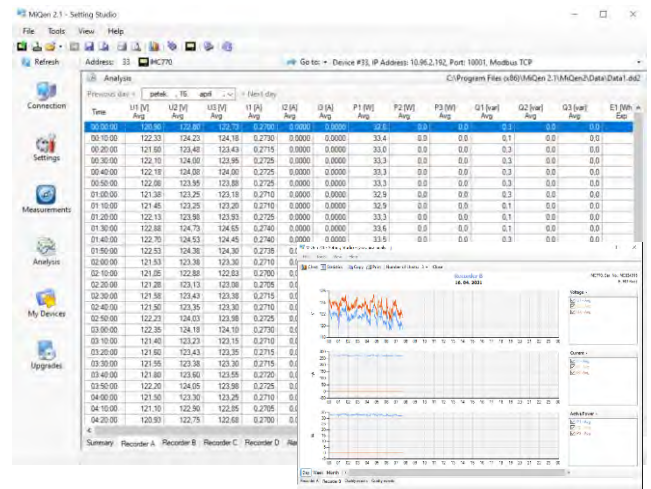 MiQen 2.1 - Setting Studio
File Tools View Help
Refresh Address: 33 Go to: Device #33, IP Address: 10.96.2.192, Port: 10001, Modbus TCP
Analysis C:\Program Files (x86)\MiQen 2.1\MiQen2\Data\Data1.dd2
Previous day petek , 16. april Next day
Connection
Settings
Measurements
Analysis
My Devices
Upgrades
Time U1 [V] Avg U2 [V] Avg U3 [V] Avg I1 [A] Avg I2 [A] Avg I3 [A] Avg P1 [W] Avg P2 [W] Avg P3 [W] Avg Q1 [var] Avg Q2 [var] Avg Q3 [var] Avg E1 [Wh Exp
00:00:00 120,90 122,80 122,73 0,2700 0,0000 0,0000 32,6 0,0 0,0 0,3 0,0 0,0
00:10:00 122,33 124,23 124,18 0,2730 0,0000 0,0000 33,4 0,0 0,0 0,1 0,0 0,0
00:20:00 121,60 123,48 123,43 0,2715 0,0000 0,0000 33,0 0,0 0,0 0,3 0,0 0,0
00:30:00 122,10 124,00 123,95 0,2725 0,0000 0,0000 33,3 0,0 0,0 0,3 0,0 0,0
00:40:00 122,18 124,08 124,00 0,2725 0,0000 0,0000 33,3 0,0 0,0 0,3 0,0 0,0
00:50:00 122,08 123,95 123,88 0,2725 0,0000 0,0000 33,3 0,0 0,0 0,3 0,0 0,0
01:00:00 121,38 123,25 123,18 0,2710 0,0000 0,0000 32,9 0,0 0,0 0,3 0,0 0,0
01:10:00 121,45 123,25 123,20 0,2710 0,0000 0,0000 32,9 0,0 0,0 0,1 0,0 0,0
01:20:00 122,13 123,98 123,93 0,2725 0,0000 0,0000 33,3 0,0 0,0 0,1 0,0 0,0
01:30:00 122,88 124,73 124,65 0,2740 0,0000 0,0000 33,6 0,0 0,0 0,1 0,0 0,0
01:40:00 122,70 124,53 124,45 0,2740 0,0000 0,0000 33,5 0,0 0,0 0,3 0,0 0,0
01:50:00 122,53 124,38 124,30 0,2735
02:00:00 121,53 123,38 123,30 0,2710
02:10:00 121,05 122,88 122,83 0,2700
02:20:00 121,28 123,13 123,08 0,2705
02:30:00 121,58 123,43 123,38 0,2715
02:40:00 121,50 123,35 123,30 0,2710
02:50:00 122,23 124,03 123,98 0,2725
03:00:00 122,35 124,18 124,10 0,2730
03:10:00 121,40 123,23 123,15 0,2710
03:20:00 121,60 123,43 123,35 0,2715
03:30:00 121,55 123,38 123,30 0,2715
03:40:00 121,80 123,60 123,55 0,2720
03:50:00 122,20 124,05 123,98 0,2725
04:00:00 121,50 123,30 123,25 0,2710
04:10:00 121,10 122,90 122,85 0,2705
04:20:00 120,93 122,75 122,68 0,2700
Summary Recorder A Recorder B Recorder C Recorder D
Recorder B
16. 04. 2021
Voltage
Current
Active Power
Day Week Month